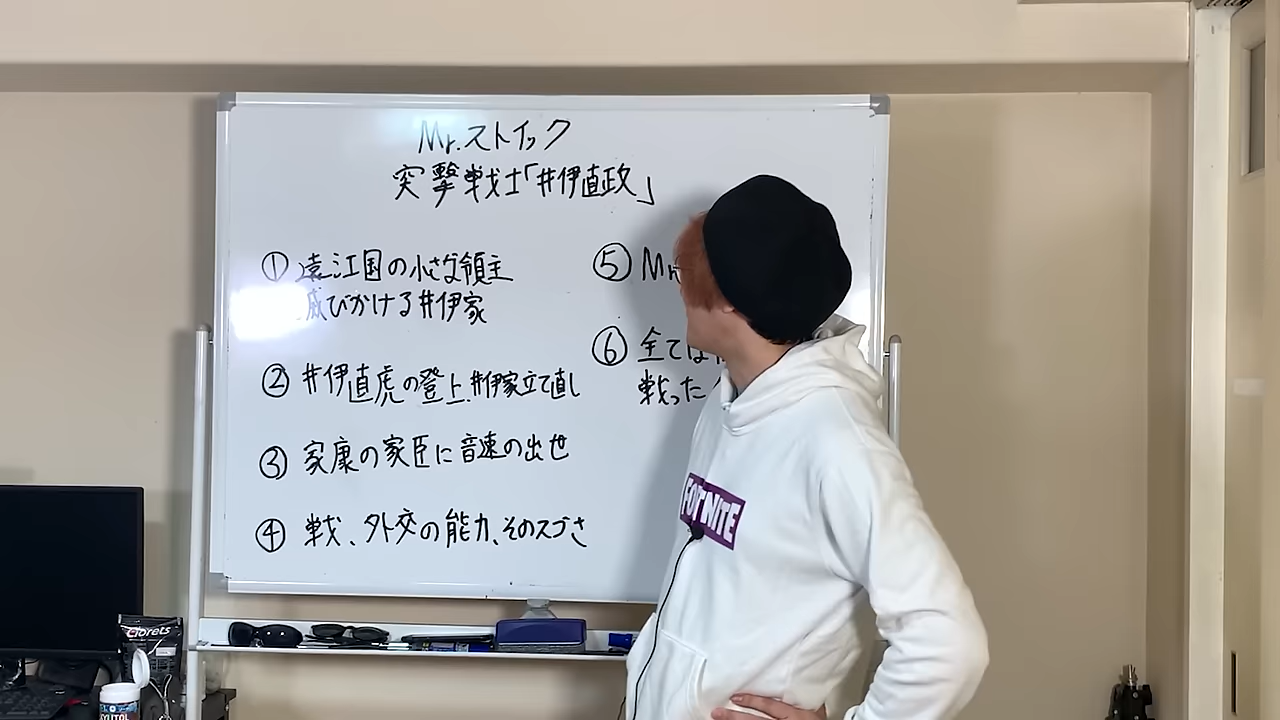 Mr.ストイック
突撃戦士「井伊直政」
① 遠江国の小さな領主
滅びかける井伊家
② 井伊直虎の登上、井伊家立て直し
③ 家康の家臣に音速の出世
④ 戦、外交の能力、そのスゴさ
⑤ Mr
⑥ 全ては
戦った
FORTNITE
Clorets
XYLITOL